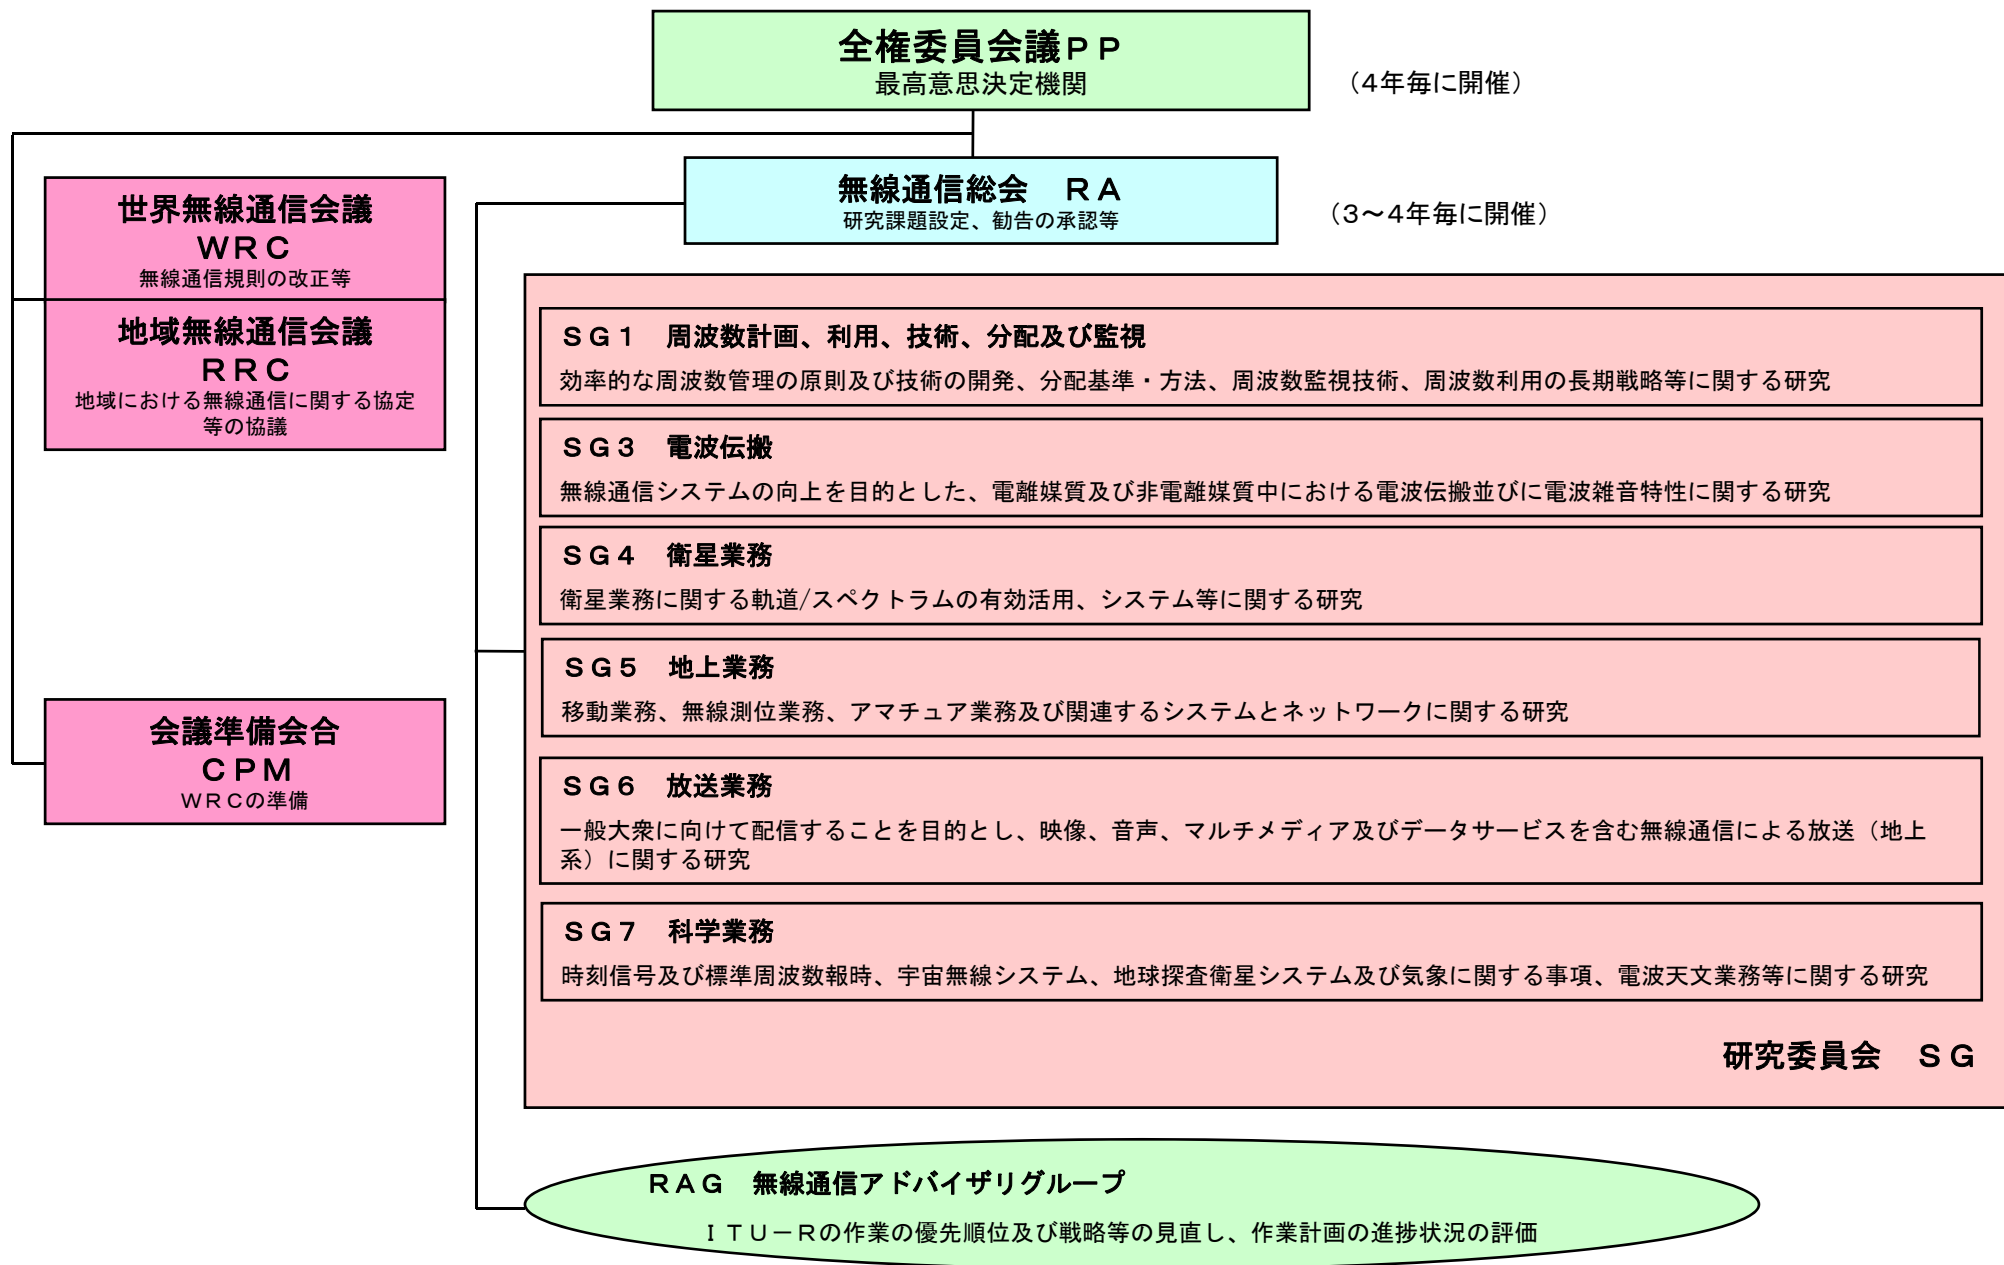 全権委員会議ＰＰ
最高意思決定機関
（４年毎に開催）
無線通信総会　ＲＡ
研究課題設定、勧告の承認等
（３～４年毎に開催）
世界無線通信会議
ＷＲＣ
無線通信規則の改正等
地域無線通信会議
ＲＲＣ
地域における無線通信に関する協定
等の協議
会議準備会合
ＣＰＭ
ＷＲＣの準備
ＳＧ１　周波数計画、利用、技術、分配及び監視
効率的な周波数管理の原則及び技術の開発、分配基準・方法、周波数監視技術、周波数利用の長期戦略等に関する研究
ＳＧ３　電波伝搬
無線通信システムの向上を目的とした、電離媒質及び非電離媒質中における電波伝搬並びに電波雑音特性に関する研究
ＳＧ４　衛星業務
衛星業務に関する軌道/スペクトラムの有効活用、システム等に関する研究
ＳＧ５　地上業務
移動業務、無線測位業務、アマチュア業務及び関連するシステムとネットワークに関する研究
ＳＧ６　放送業務
一般大衆に向けて配信することを目的とし、映像、音声、マルチメディア及びデータサービスを含む無線通信による放送（地上
系）に関する研究
ＳＧ７　科学業務
時刻信号及び標準周波数報時、宇宙無線システム、地球探査衛星システム及び気象に関する事項、電波天文業務等に関する研究
研究委員会　ＳＧ
ＲＡＧ　無線通信アドバイザリグループ
ＩＴＵ－Ｒの作業の優先順位及び戦略等の見直し、作業計画の進捗状況の評価